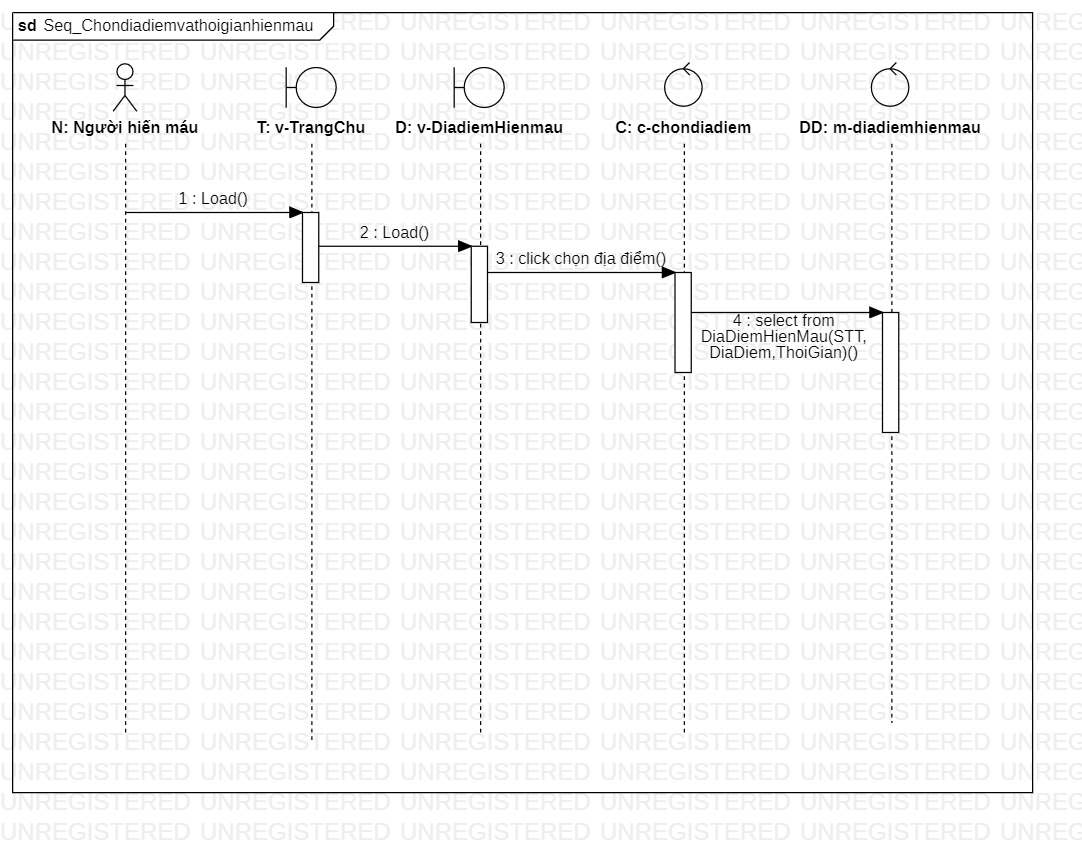 sd Seq_Chondiadiemvathoigianhienmau
N: Người hiến máu
T: v-TrangChu
D: v-DiadiemHienmau
C: c-chondiadiem
DD: m-diadiemhienmau
1 : Load()
2 : Load()
3 : click chọn địa điểm()
4 : select from
DiaDiemHienMau(STT,
DiaDiem,ThoiGian)()
UNREGISTERED